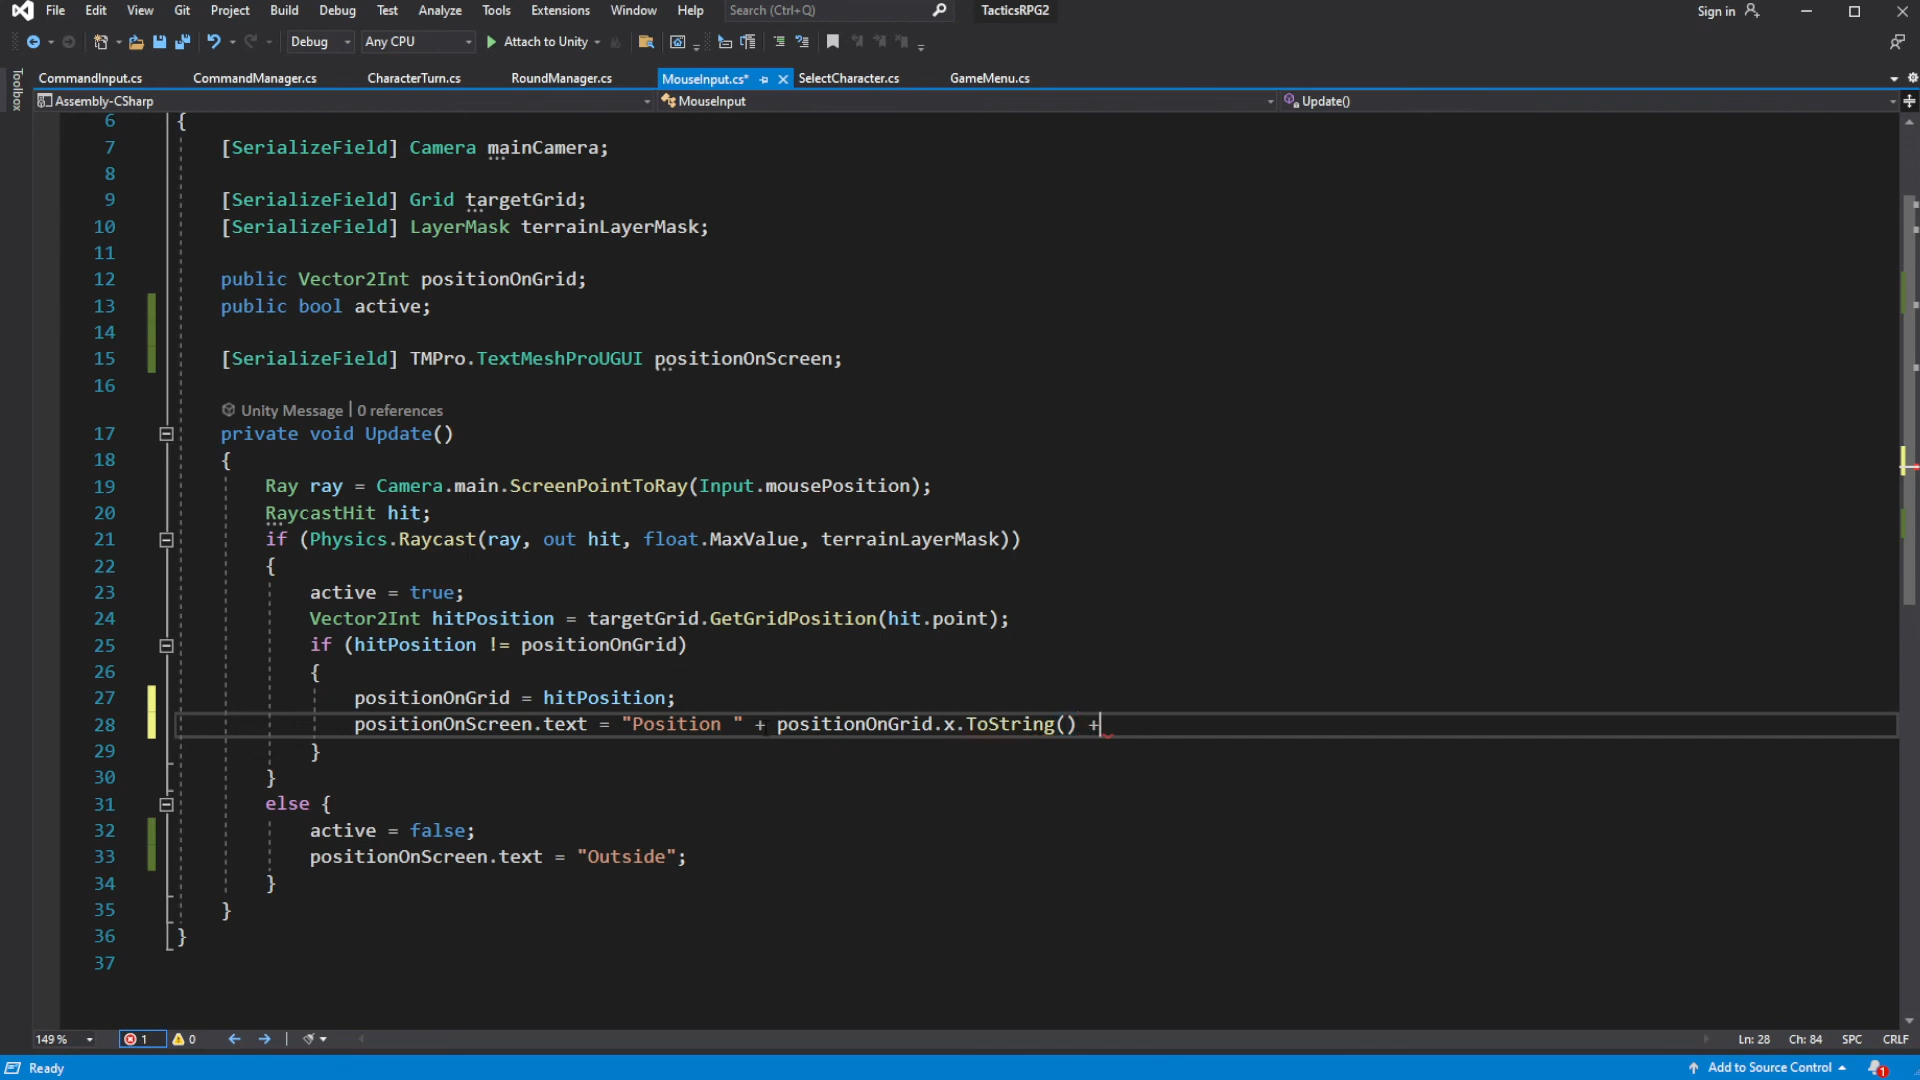 File Edit View Git Project Build Debug Test Analyze Tools Extensions Window Help Search (Ctrl+Q) TacticsRPG2 Sign in
Debug Any CPU Attach to Unity
Toolbox
CommandInput.cs CommandManager.cs CharacterTurn.cs RoundManager.cs MouseInput.cs* SelectCharacter.cs GameMenu.cs
Assembly-CSharp MouseInput Update()
6 {
7 [SerializeField] Camera mainCamera;
8
9 [SerializeField] Grid targetGrid;
10 [SerializeField] LayerMask terrainLayerMask;
11
12 public Vector2Int positionOnGrid;
13 public bool active;
14
15 [SerializeField] TMPro.TextMeshProUGUI positionOnScreen;
16
Unity Message | 0 references
17 private void Update()
18 {
19 Ray ray = Camera.main.ScreenPointToRay(Input.mousePosition);
20 RaycastHit hit;
21 if (Physics.Raycast(ray, out hit, float.MaxValue, terrainLayerMask))
22 {
23 active = true;
24 Vector2Int hitPosition = targetGrid.GetGridPosition(hit.point);
25 if (hitPosition != positionOnGrid)
26 {
27 positionOnGrid = hitPosition;
28 positionOnScreen.text = "Position " + positionOnGrid.x.ToString() +
29 }
30 }
31 else {
32 active = false;
33 positionOnScreen.text = "Outside";
34 }
35 }
36 }
37
149 % 1 0 Ln: 28 Ch: 84 SPC CRLF
Ready Add to Source Control 1